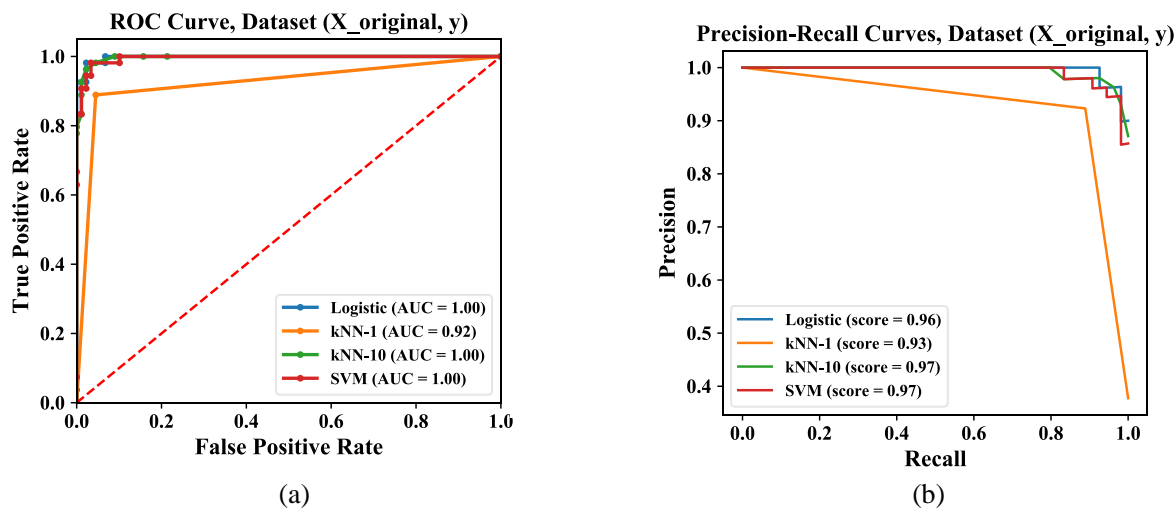 ROC Curve, Dataset (X_original, y)
True Positive Rate
1.0
0.8
0.6
0.4
0.2
0.0
Logistic (AUC = 1.00)
kNN-1 (AUC = 0.92)
kNN-10 (AUC = 1.00)
SVM (AUC = 1.00)
0.0 0.2 0.4 0.6 0.8 1.0
False Positive Rate
(a)
Precision-Recall Curves, Dataset (X_original, y)
Precision
1.0
0.9
0.8
0.7
0.6
0.5
0.4
Logistic (score = 0.96)
kNN-1 (score = 0.93)
kNN-10 (score = 0.97)
SVM (score = 0.97)
0.0 0.2 0.4 0.6 0.8 1.0
Recall
(b)